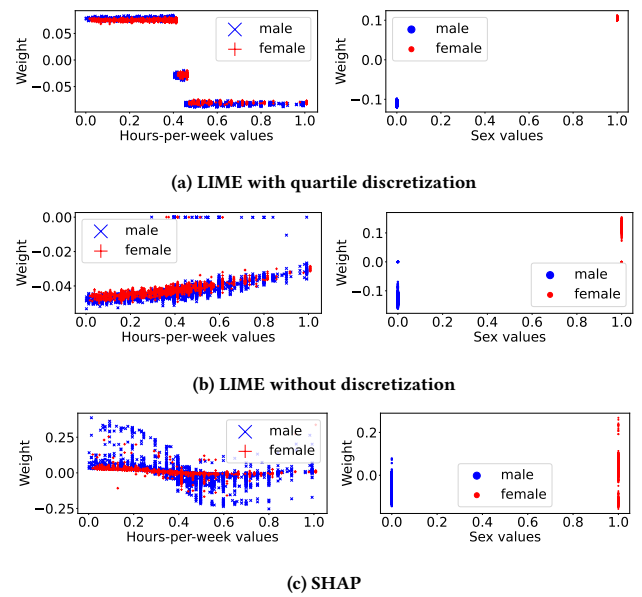 0.05
0.00
−0.05
Weight
male
female
0.0 0.2 0.4 0.6 0.8 1.0
Hours-per-week values
0.1
0.0
−0.1
Weight
male
female
0.0 0.2 0.4 0.6 0.8 1.0
Sex values
(a) LIME with quartile discretization
0.00
−0.02
−0.04
Weight
male
female
0.0 0.2 0.4 0.6 0.8 1.0
Hours-per-week values
0.1
0.0
−0.1
Weight
male
female
0.0 0.2 0.4 0.6 0.8 1.0
Sex values
(b) LIME without discretization
0.25
0.00
−0.25
Weight
male
female
0.0 0.2 0.4 0.6 0.8 1.0
Hours-per-week values
0.2
0.0
Weight
male
female
0.0 0.2 0.4 0.6 0.8 1.0
Sex values
(c) SHAP